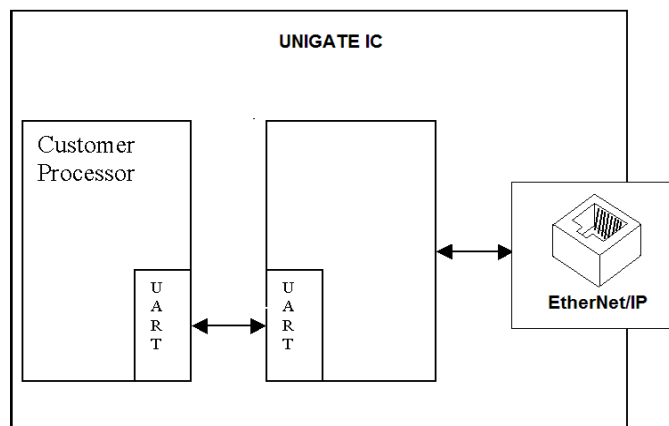 UNIGATE IC
Customer
Processor
U
A
R
T
U
A
R
T
EtherNet/IP